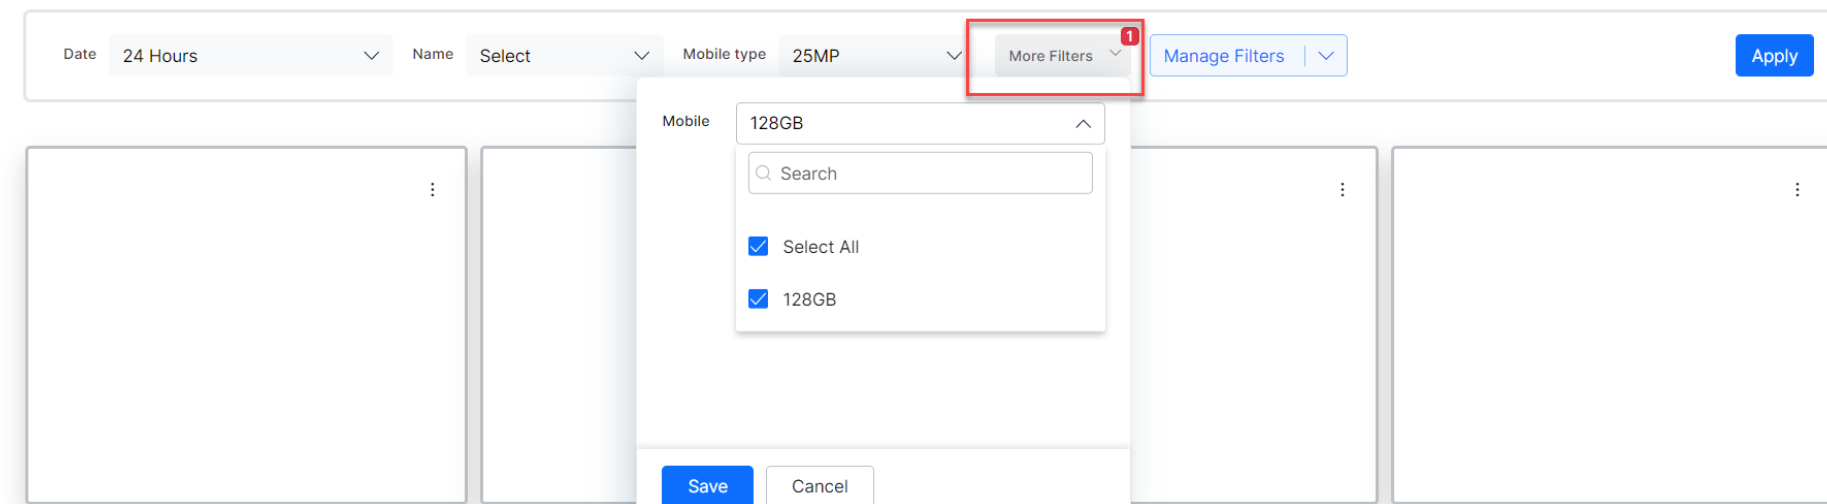 Date 24 Hours Name Select Mobile type 25MP More Filters 1 Manage Filters Apply
Mobile 128GB
Search
Select All
128GB
Save Cancel